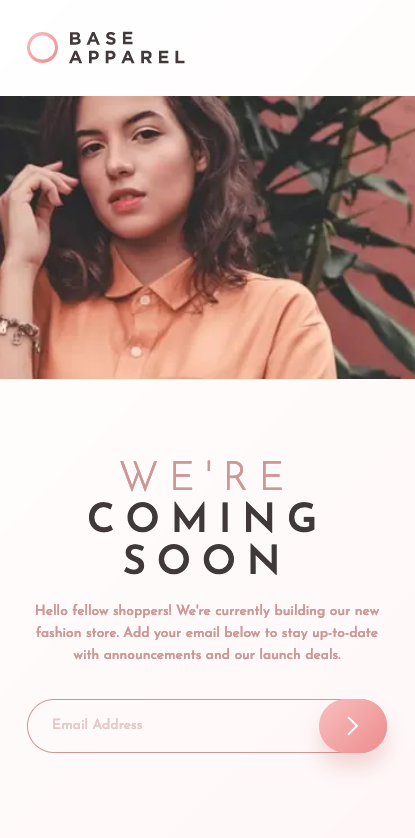 BASE
APPAREL
WE'RE
COMING
SOON
Hello fellow shoppers! We're currently building our new
fashion store. Add your email below to stay up-to-date
with announcements and our launch deals.
Email Address